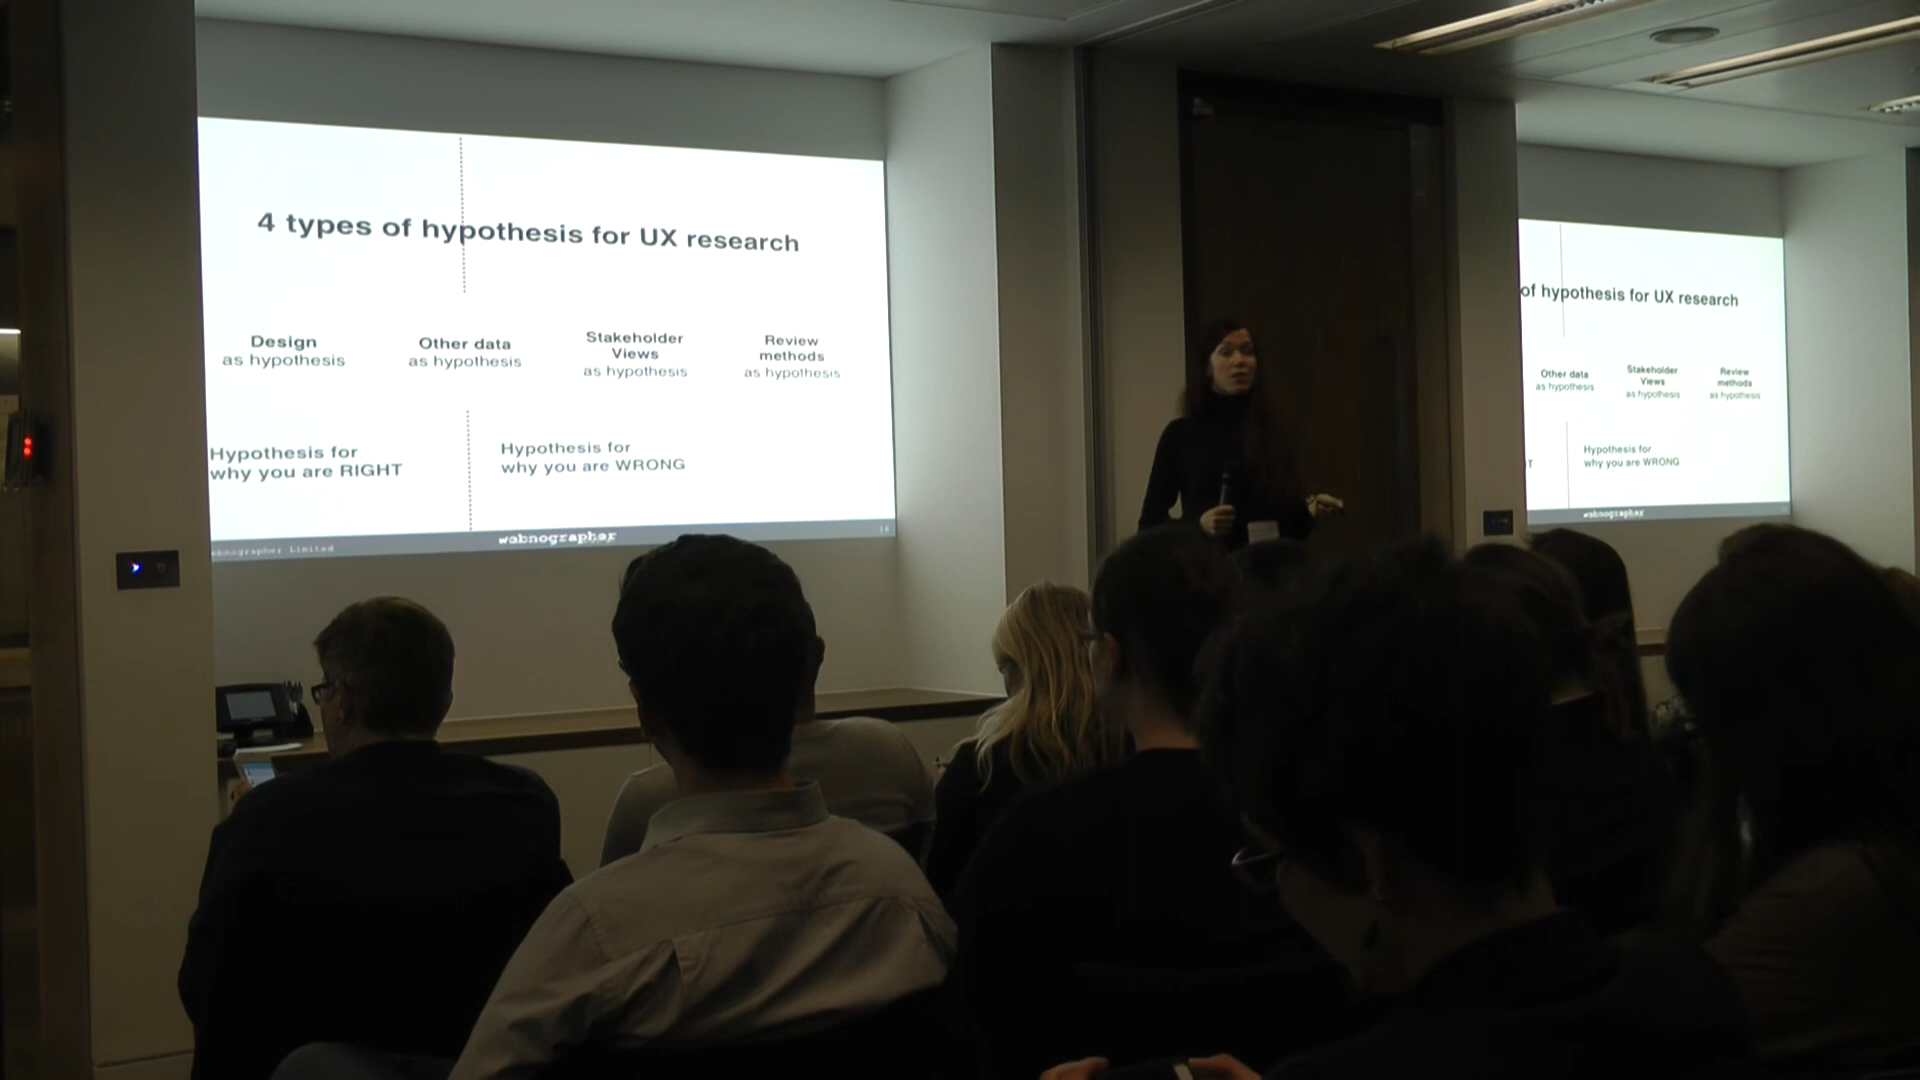 4 types of hypothesis for UX research
Design
as hypothesis
Other data
as hypothesis
Stakeholder
Views
as hypothesis
Review
methods
as hypothesis
Hypothesis for
why you are RIGHT
Hypothesis for
why you are WRONG
webnographer
ebnographer Limited
of hypothesis for UX research
Other data
as hypothesis
Stakeholder
Views
as hypothesis
Review
methods
as hypothesis
T
Hypothesis for
why you are WRONG
webnographer